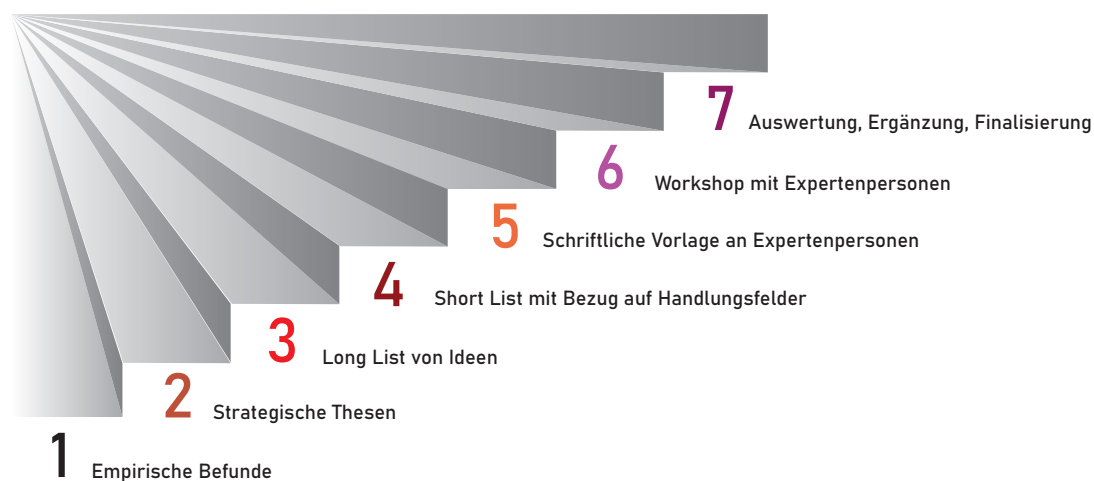 7 Auswertung, Ergänzung, Finalisierung
6 Workshop mit Expertenpersonen
5 Schriftliche Vorlage an Expertenpersonen
4 Short List mit Bezug auf Handlungsfelder
3 Long List von Ideen
2 Strategische Thesen
1 Empirische Befunde